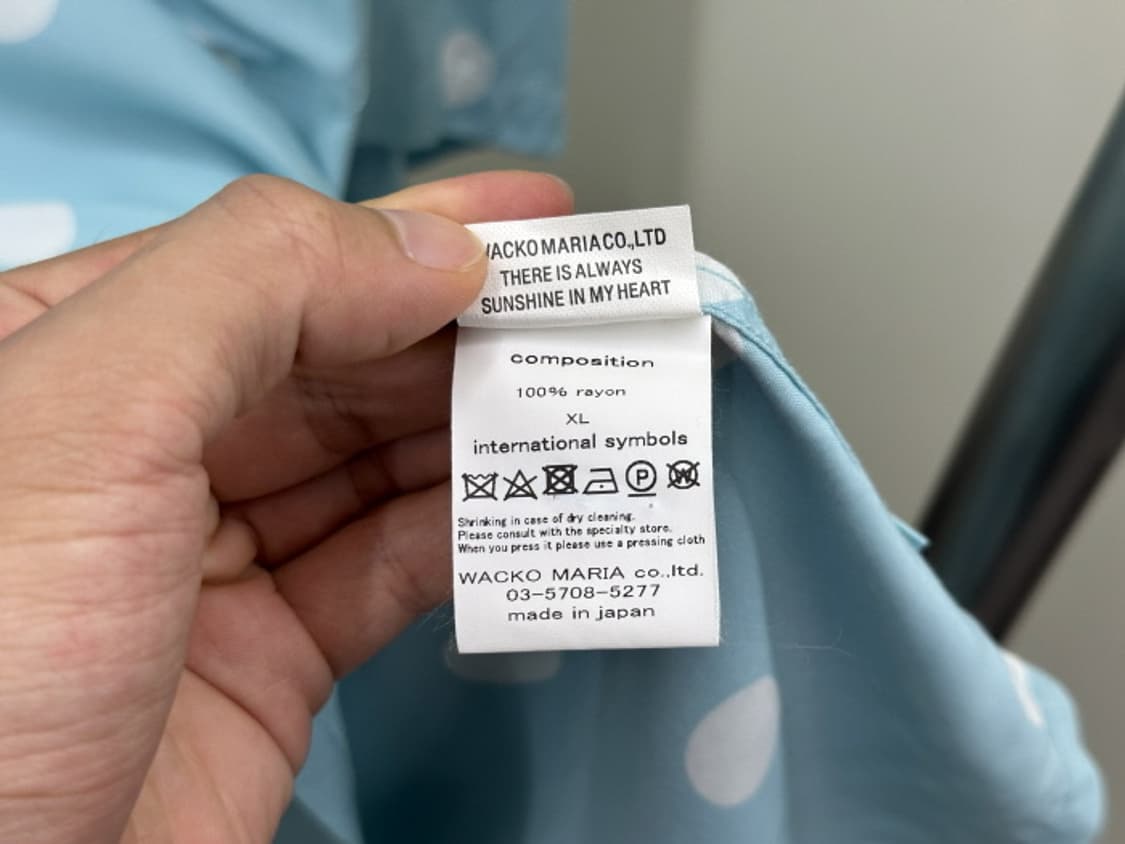 WACKO MARIA CO.,LTD
THERE IS ALWAYS
SUNSHINE IN MY HEART
composition
100% rayon
XL
international symbols
P W
Shrinking in case of dry cleaning.
Please consult with the specialty store.
When you press it please use a pressing cloth
WACKO MARIA co.,ltd.
03-5708-5277
made in japan